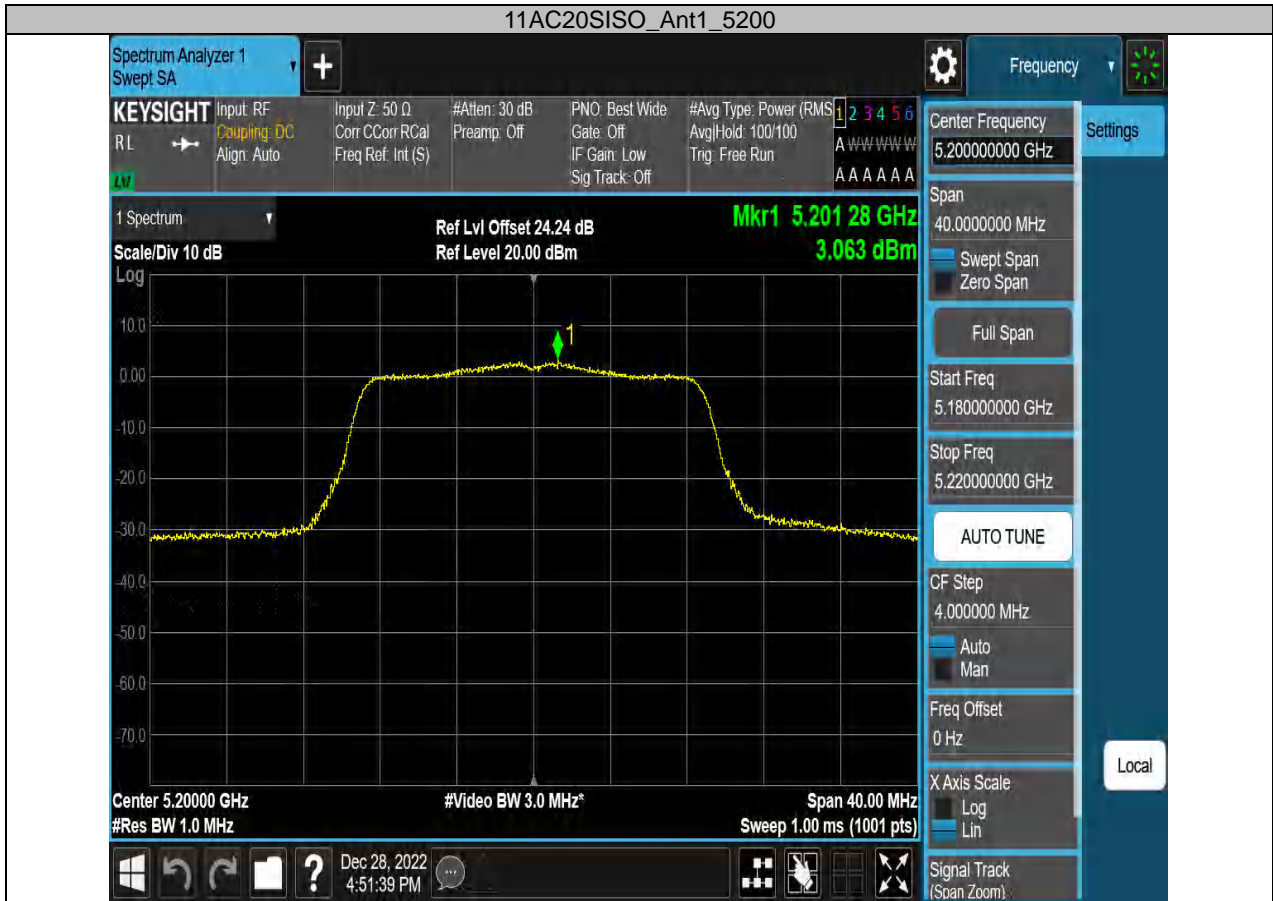 11AC20SISO_Ant1_5200
Spectrum Analyzer 1
Swept SA
+
Frequency
KEYSIGHT
RL
LNI
Input: RF
Coupling: DC
Align: Auto
Input Z: 50 Ω
Corr CCorr RCal
Freq Ref: Int (S)
#Atten: 30 dB
Preamp: Off
PNO: Best Wide
Gate: Off
IF Gain: Low
Sig Track: Off
#Avg Type: Power (RMS
Avg|Hold: 100/100
Trig: Free Run
1 2 3 4 5 6
A W W W W W
A A A A A A
1 Spectrum
Scale/Div 10 dB
Ref Lvl Offset 24.24 dB
Ref Level 20.00 dBm
Mkr1 5.201 28 GHz
3.063 dBm
Log
10.0
0.00
-10.0
-20.0
-30.0
-40.0
-50.0
-60.0
-70.0
1
Center 5.20000 GHz
#Res BW 1.0 MHz
#Video BW 3.0 MHz*
Span 40.00 MHz
Sweep 1.00 ms (1001 pts)
?
Dec 28, 2022
4:51:39 PM
Center Frequency
5.200000000 GHz
Settings
Span
40.0000000 MHz
Swept Span
Zero Span
Full Span
Start Freq
5.180000000 GHz
Stop Freq
5.220000000 GHz
AUTO TUNE
CF Step
4.000000 MHz
Auto
Man
Freq Offset
0 Hz
X Axis Scale
Log
Lin
Local
Signal Track
(Span Zoom)